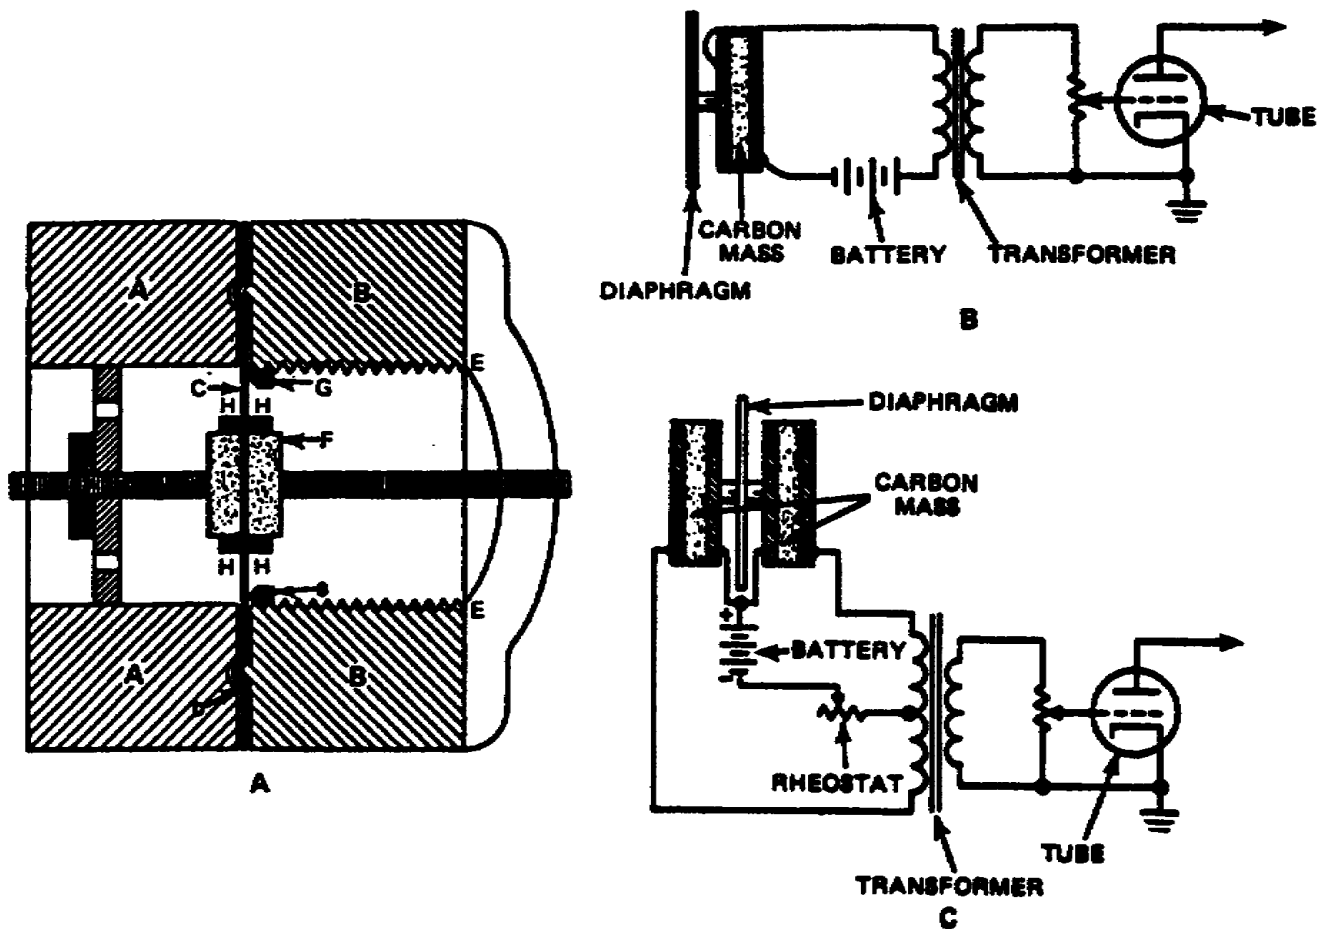 A
B
C
G
E
H H
F
H H
E
A
B
A
CARBON
MASS
BATTERY
TRANSFORMER
TUBE
DIAPHRAGM
B
DIAPHRAGM
CARBON
MASS
+
BATTERY
-
RHEOSTAT
TUBE
TRANSFORMER
C